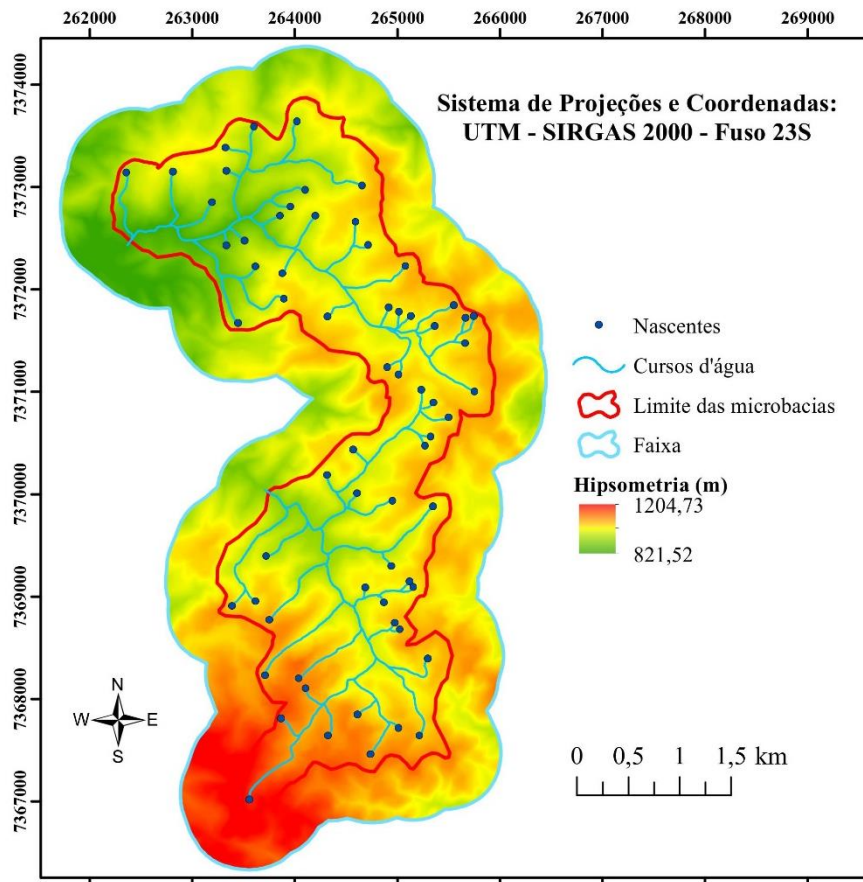 262000 263000 264000 265000 266000 267000 268000 269000
7374000
7373000
7372000
7371000
7370000
7369000
7368000
7367000
Sistema de Projeções e Coordenadas:
UTM - SIRGAS 2000 - Fuso 23S
Nascentes
Cursos d'água
Limite das microbacias
Faixa
Hipsometria (m)
1204,73
821,52
N
W E
S
0 0,5 1 1,5 km